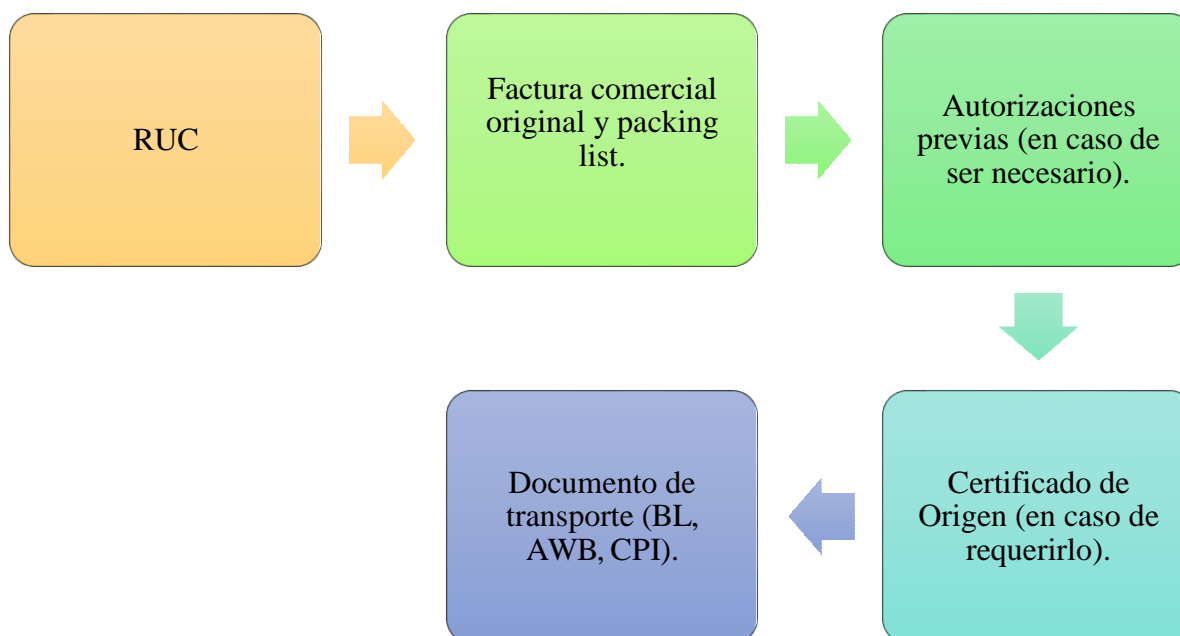 RUC
Factura comercial
original y packing
list.
Autorizaciones
previas (en caso de
ser necesario).
Certificado de
Origen (en caso de
requerirlo).
Documento de
transporte (BL,
AWB, CPI).